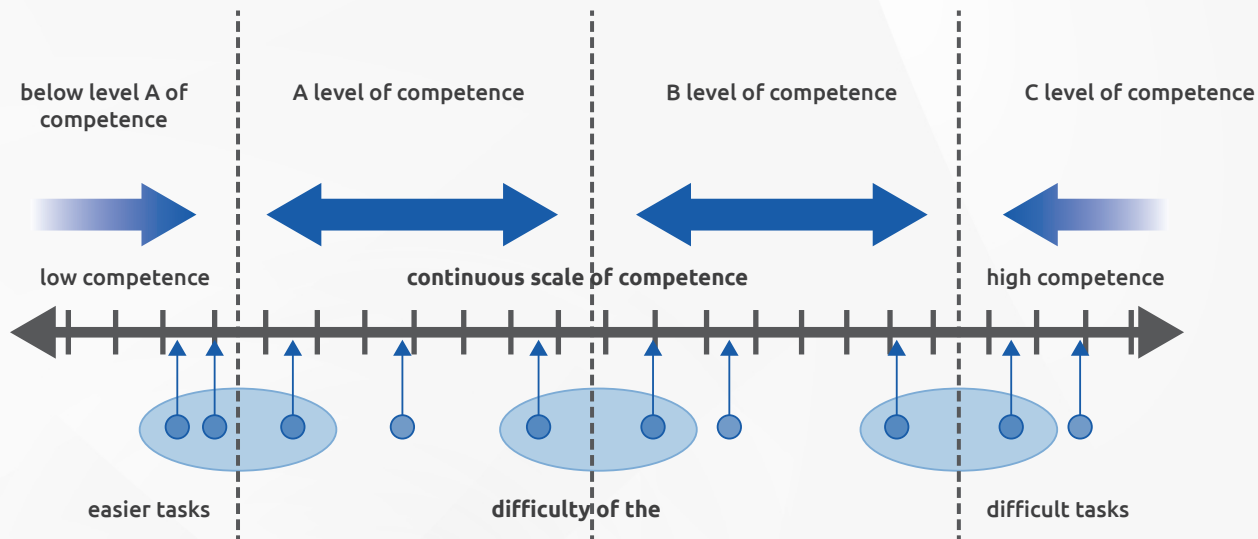 below level A of
competence
A level of competence
B level of competence
C level of competence
low competence
continuous scale of competence
high competence
easier tasks
difficulty of the
difficult tasks